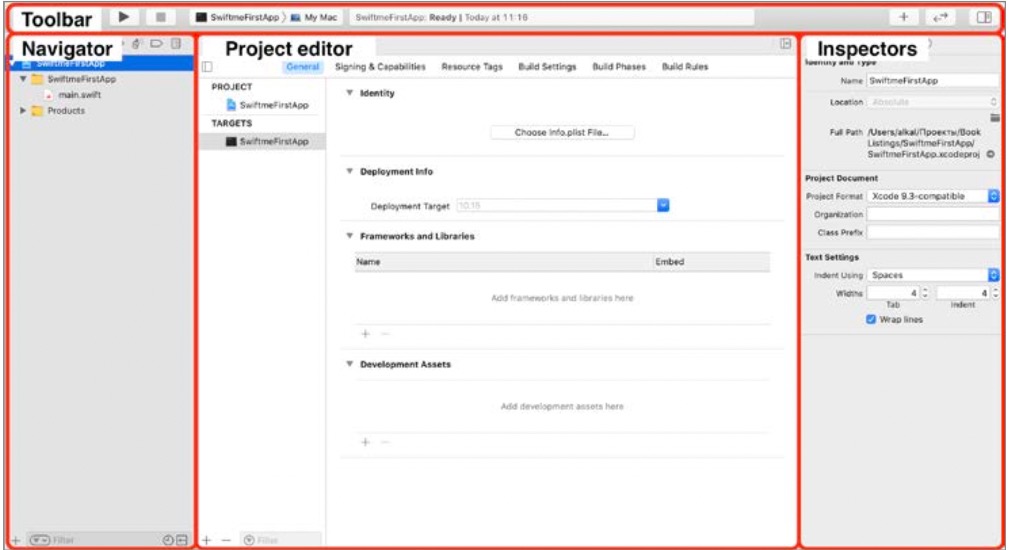 Toolbar
SwiftmeFirstApp
My Mac
SwiftmeFirstApp: Ready | Today at 11:16
Navigator
SwiftmeFirstApp
SwiftmeFirstApp
main.swift
Products
Filter
Project editor
General
Signing & Capabilities
Resource Tags
Build Settings
Build Phases
Build Rules
PROJECT
SwiftmeFirstApp
TARGETS
SwiftmeFirstApp
Filter
Identity
Choose Info.plist File...
Deployment Info
Deployment Target
10.15
Frameworks and Libraries
Name
Embed
Add frameworks and libraries here
Development Assets
Add development assets here
Inspectors
Identity and Type
Name
SwiftmeFirstApp
Location
Absolute
Full Path
/Users/alkal/Проекты/Book
Listings/SwiftmeFirstApp/
SwiftmeFirstApp.xcodeproj
Project Document
Project Format
Xcode 9.3-compatible
Organization
Class Prefix
Text Settings
Indent Using
Spaces
Widths
4
4
Tab
Indent
Wrap lines